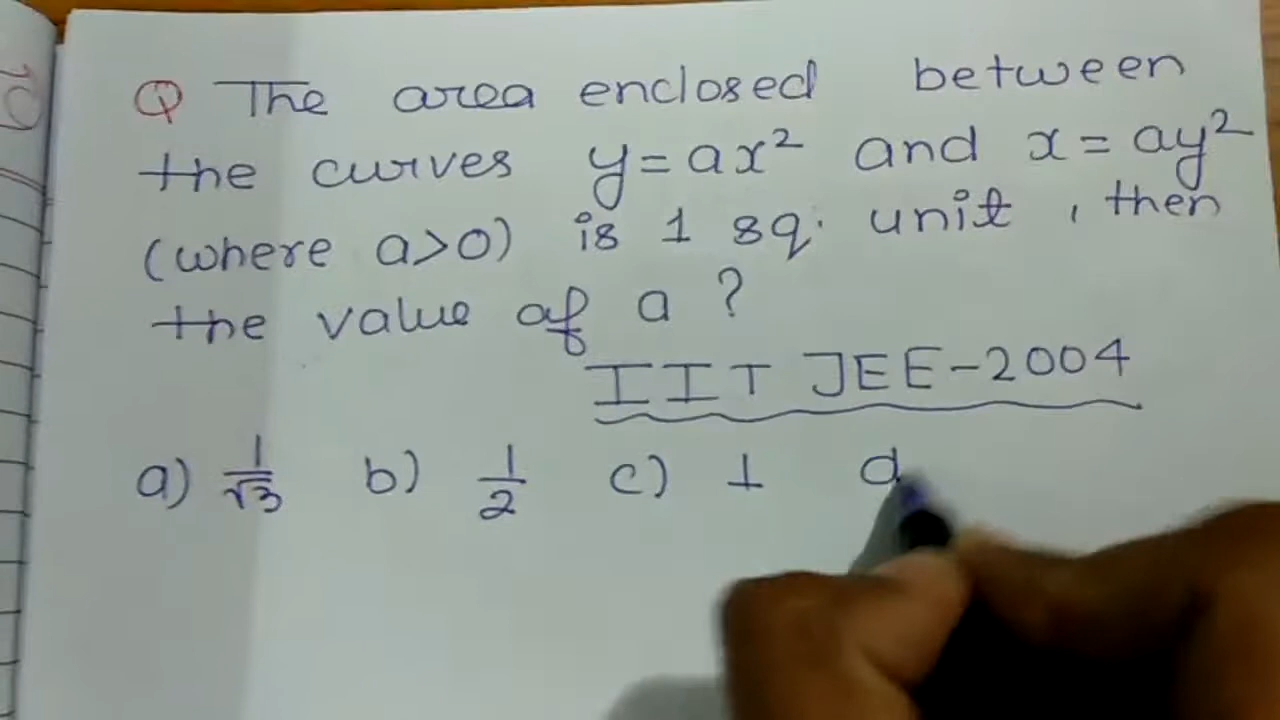 Q The area enclosed between
the curves y=ax² and x=ay²
(where a>0) is 1 sq. unit, then
the value of a ?
IIT JEE-2004
a) 1/√3 b) 1/2 c) 1 d